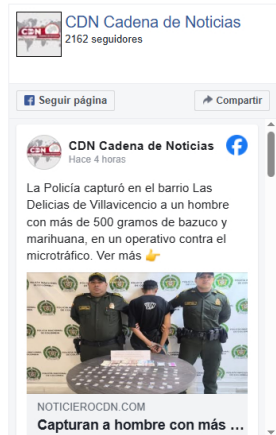 CDN Cadena de Noticias
2162 seguidores
Seguir página
Compartir
CDN Cadena de Noticias
Hace 4 horas
La Policía capturó en el barrio Las
Delicias de Villavicencio a un hombre
con más de 500 gramos de bazuco y
marihuana, en un operativo contra el
microtráfico. Ver más 👉
NOTICIEROCDN.COM
Capturan a hombre con más ...